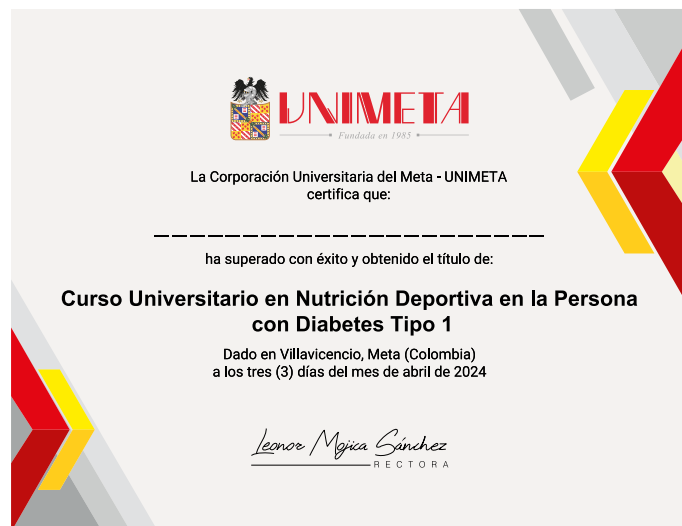 UNIMETA
Fundada en 1985
La Corporación Universitaria del Meta - UNIMETA
certifica que:
ha superado con éxito y obtenido el título de:
Curso Universitario en Nutrición Deportiva en la Persona
con Diabetes Tipo 1
Dado en Villavicencio, Meta (Colombia)
a los tres (3) días del mes de abril de 2024
Leonor Mojica Sánchez
RECTORA